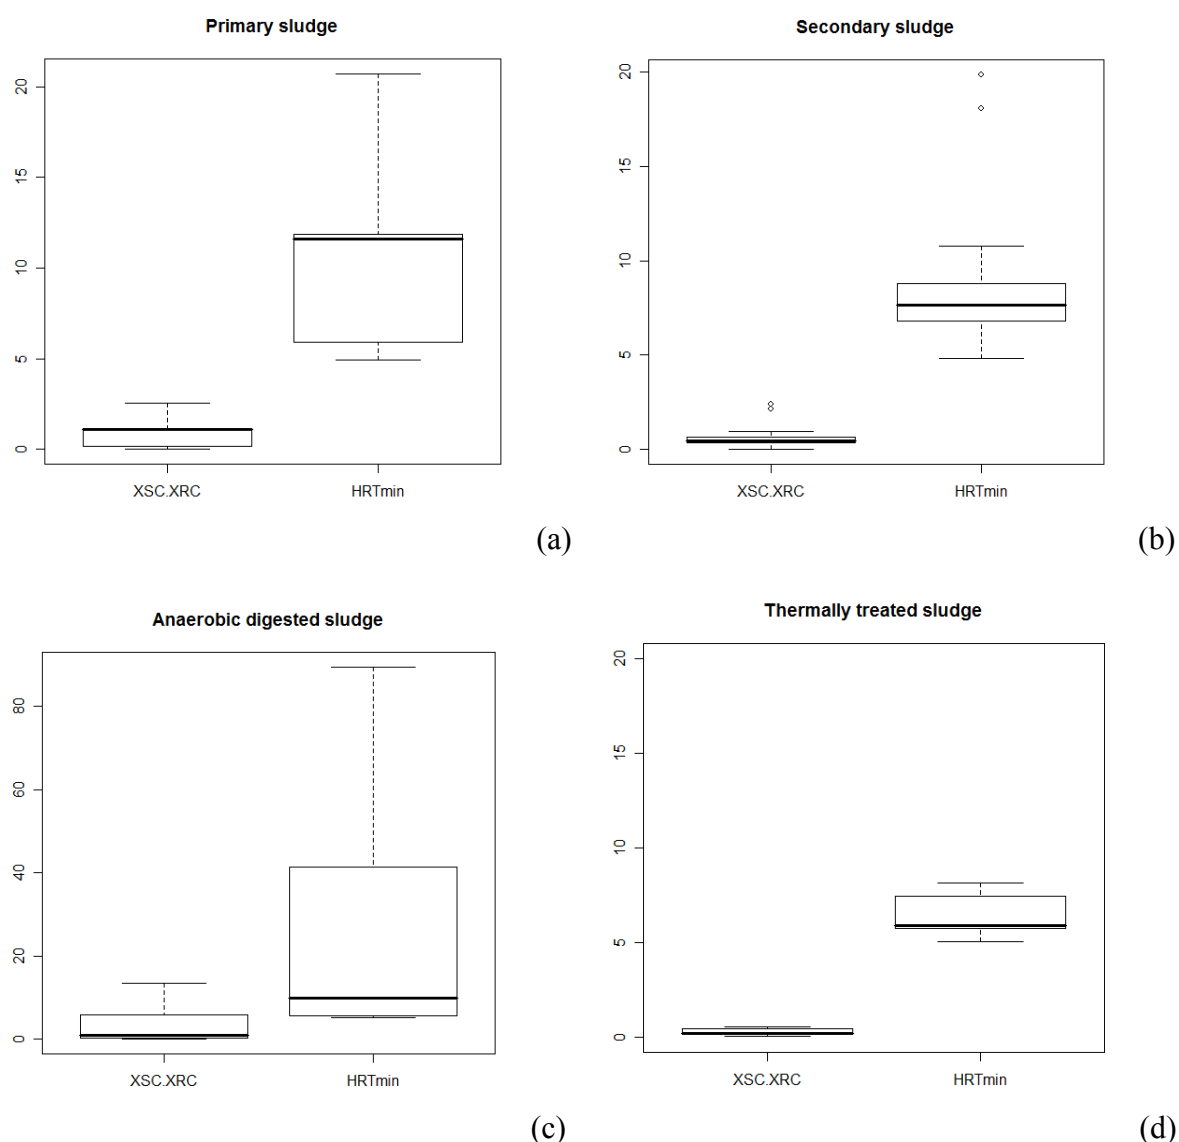 Primary sludge
20
15
10
5
0
XSC.XRC HRTmin
(a)
Secondary sludge
20
15
10
5
0
XSC.XRC HRTmin
(b)
Anaerobic digested sludge
80
60
40
20
0
XSC.XRC HRTmin
(c)
Thermally treated sludge
20
15
10
5
0
XSC.XRC HRTmin
(d)